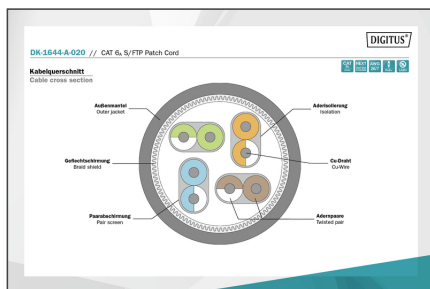 DIGITUS®
DK-1644-A-020 // CAT 6A S/FTP Patch Cord
Kabelquerschnitt
Cable cross section
Außenmantel
Outer jacket
Aderisolierung
Isolation
Geflechtschirmung
Braid shield
Cu-Draht
Cu-Wire
Paarabschirmung
Pair screen
Adernpaare
Twisted pair